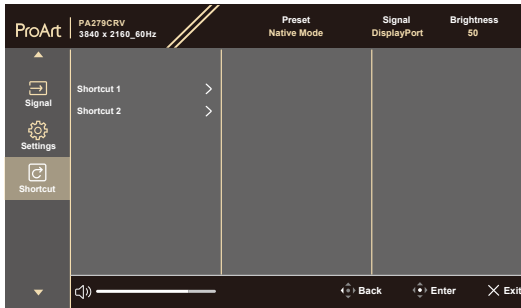 ProArt
PA279CRV
3840 x 2160_60Hz
Preset
Native Mode
Signal
DisplayPort
Brightness
50
Signal
Settings
Shortcut
Shortcut 1
Shortcut 2
Back
Enter
Exit